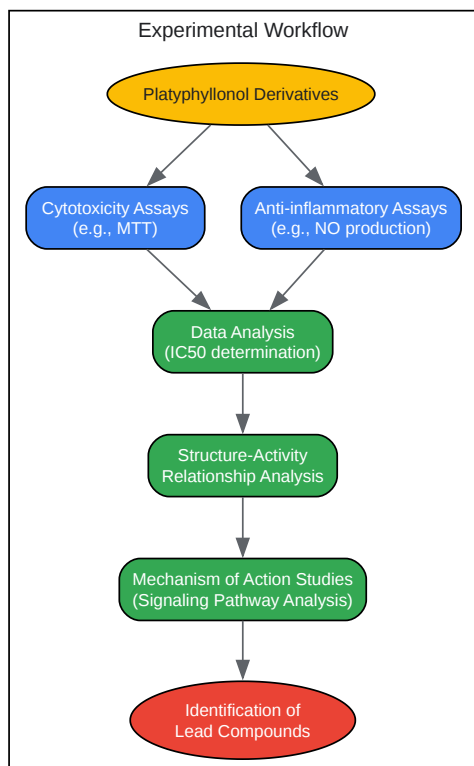 Experimental Workflow
Platyphyllonol Derivatives
Cytotoxicity Assays
(e.g., MTT)
Anti-inflammatory Assays
(e.g., NO production)
Data Analysis
(IC50 determination)
Structure-Activity
Relationship Analysis
Mechanism of Action Studies
(Signaling Pathway Analysis)
Identification of
Lead Compounds